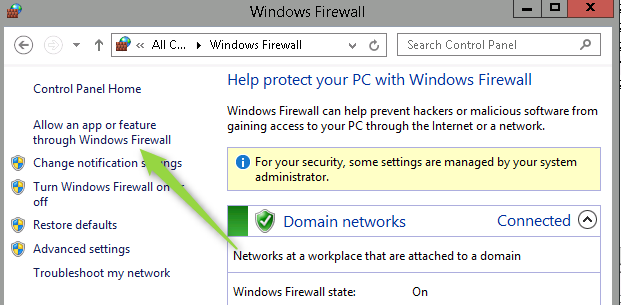 Windows Firewall
« All C... ▸ Windows Firewall
Search Control Panel
Control Panel Home
Allow an app or feature
through Windows Firewall
Change notification settings
Turn Windows Firewall on or
off
Restore defaults
Advanced settings
Troubleshoot my network
Help protect your PC with Windows Firewall
Windows Firewall can help prevent hackers or malicious software from
gaining access to your PC through the Internet or a network.
For your security, some settings are managed by your system
administrator.
Domain networks Connected
Networks at a workplace that are attached to a domain
Windows Firewall state: On